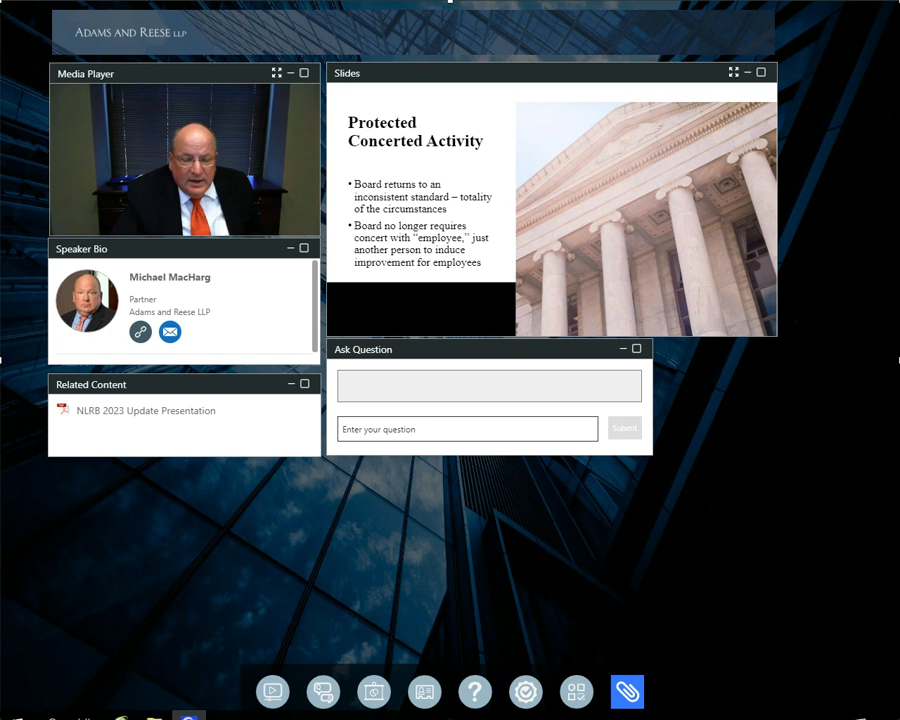 ADAMS AND REESE LLP
Media Player
Slides
Protected
Concerted Activity
• Board returns to an
inconsistent standard – totality
of the circumstances
• Board no longer requires
concert with “employee,” just
another person to induce
improvement for employees
Speaker Bio
Michael MacHarg
Partner
Adams and Reese LLP
Ask Question
Enter your question
Submit
Related Content
NLRB 2023 Update Presentation
?